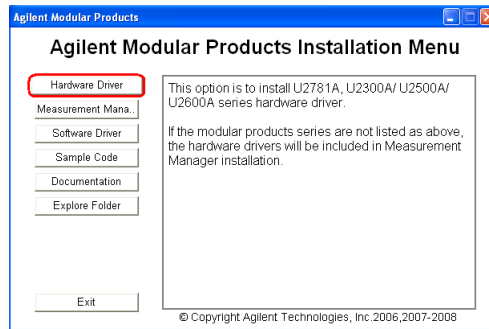 Agilent Modular Products
Agilent Modular Products Installation Menu
Hardware Driver
Measurement Mana..
Software Driver
Sample Code
Documentation
Explore Folder
Exit
This option is to install U2781A, U2300A/ U2500A/
U2600A series hardware driver.
If the modular products series are not listed as above,
the hardware drivers will be included in Measurement
Manager installation.
© Copyright Agilent Technologies, Inc.2006,2007-2008